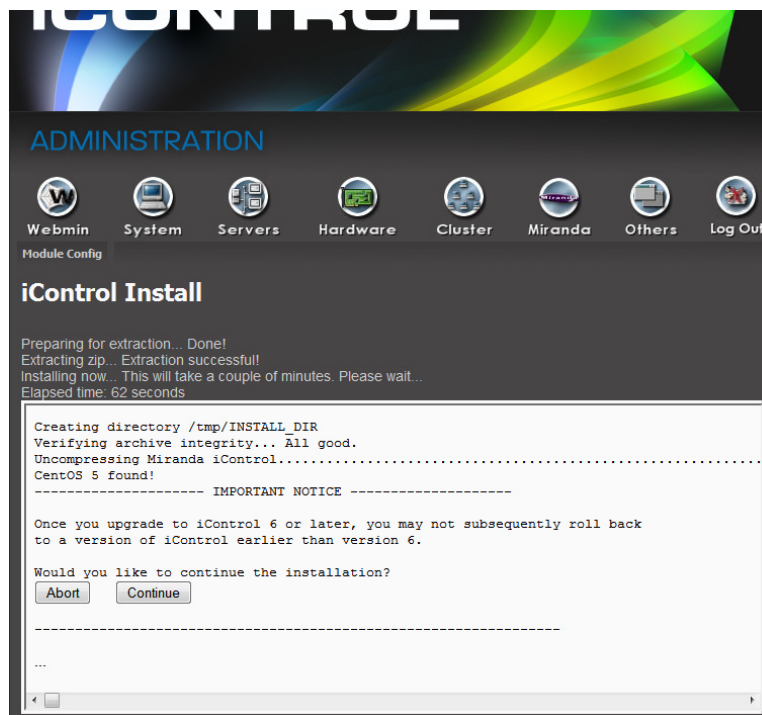 iCONTROL
ADMINISTRATION
W
Miranda
Webmin System Servers Hardware Cluster Miranda Others Log Out
Module Config
iControl Install
Preparing for extraction... Done!
Extracting zip... Extraction successful!
Installing now... This will take a couple of minutes. Please wait...
Elapsed time: 62 seconds
Creating directory /tmp/INSTALL_DIR
Verifying archive integrity... All good.
Uncompressing Miranda iControl............................................................
CentOS 5 found!
--------------------- IMPORTANT NOTICE --------------------
Once you upgrade to iControl 6 or later, you may not subsequently roll back
to a version of iControl earlier than version 6.
Would you like to continue the installation?
Abort Continue
-----------------------------------------------------------------
...